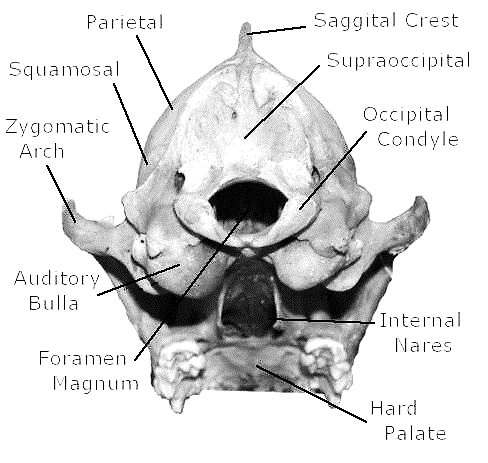 Parietal
Saggital Crest
Squamosal
Supraoccipital
Zygomatic
Arch
Occipital
Condyle
Auditory
Bulla
Internal
Nares
Foramen
Magnum
Hard
Palate